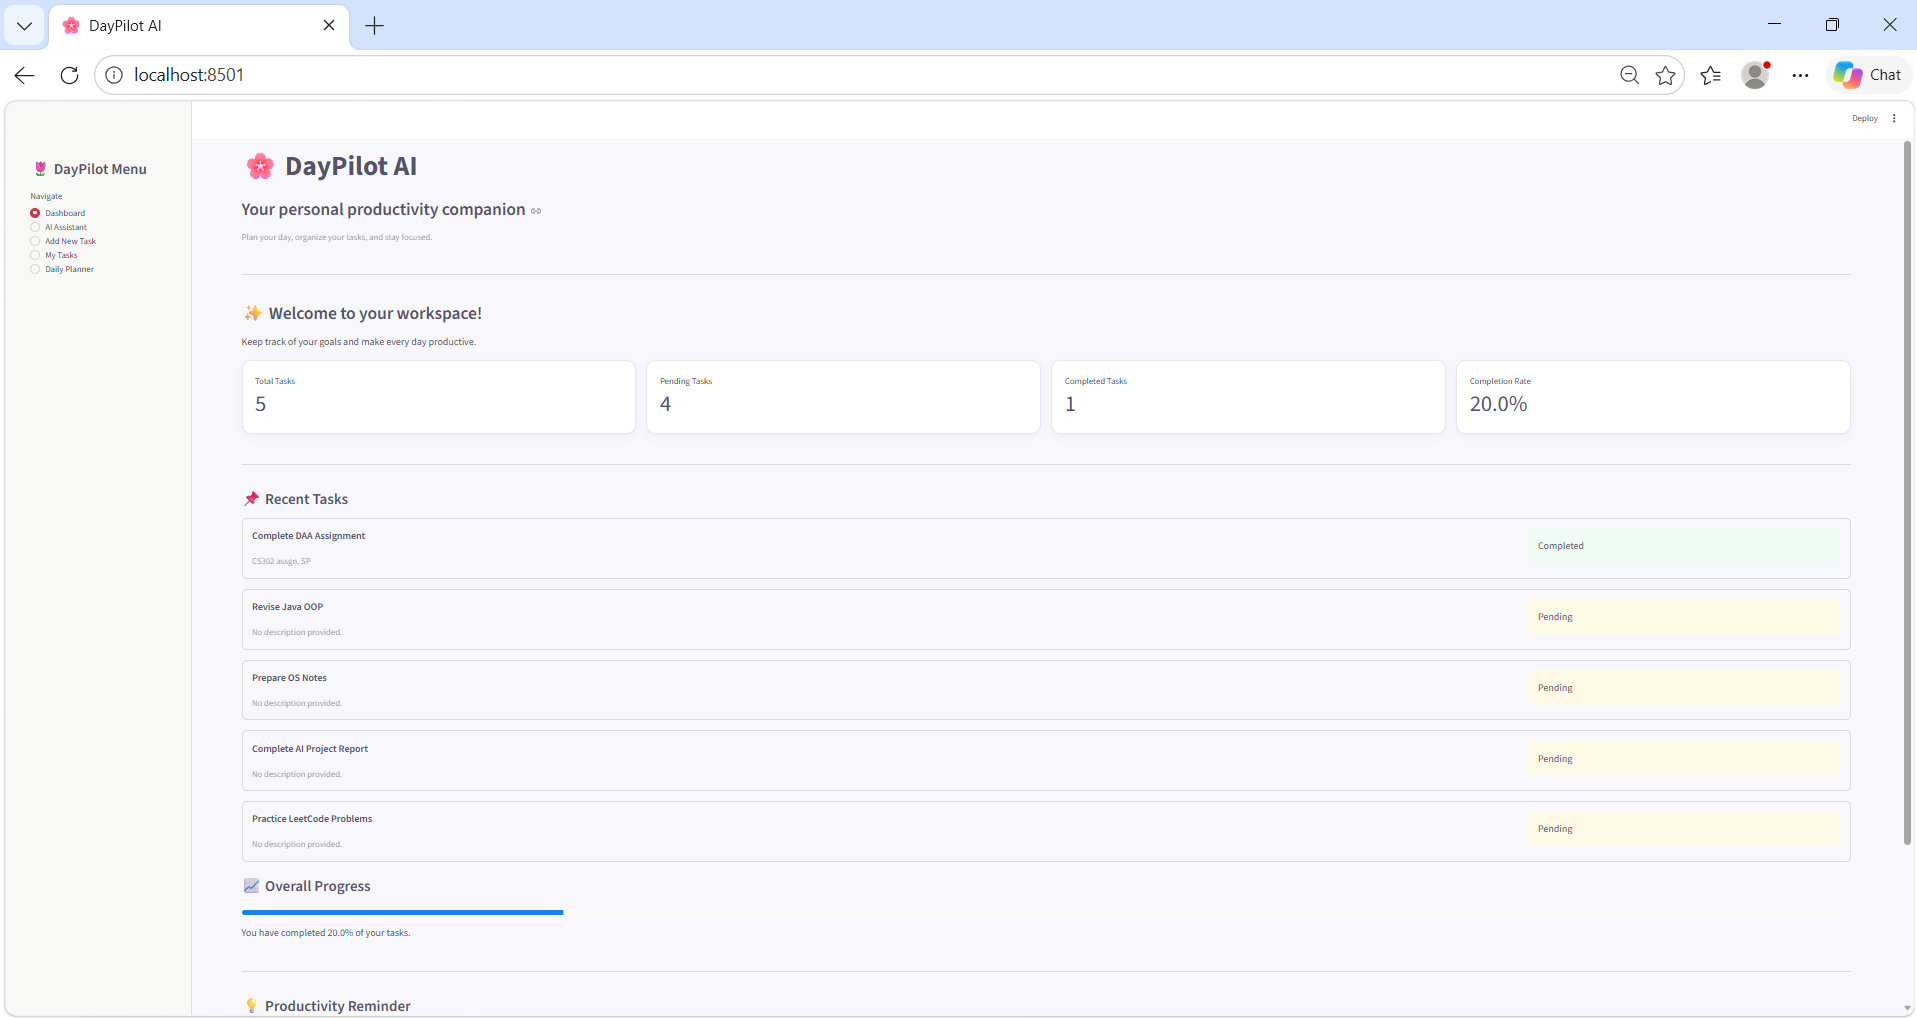 DayPilot AI
localhost:8501
Chat
Deploy
DayPilot Menu
Navigate
Dashboard
AI Assistant
Add New Task
My Tasks
Daily Planner
DayPilot AI
Your personal productivity companion
Plan your day, organize your tasks, and stay focused.
Welcome to your workspace!
Keep track of your goals and make every day productive.
Total Tasks
5
Pending Tasks
4
Completed Tasks
1
Completion Rate
20.0%
Recent Tasks
Complete DAA Assignment
CS302 assgn, SP
Completed
Revise Java OOP
No description provided.
Pending
Prepare OS Notes
No description provided.
Pending
Complete AI Project Report
No description provided.
Pending
Practice LeetCode Problems
No description provided.
Pending
Overall Progress
You have completed 20.0% of your tasks.
Productivity Reminder